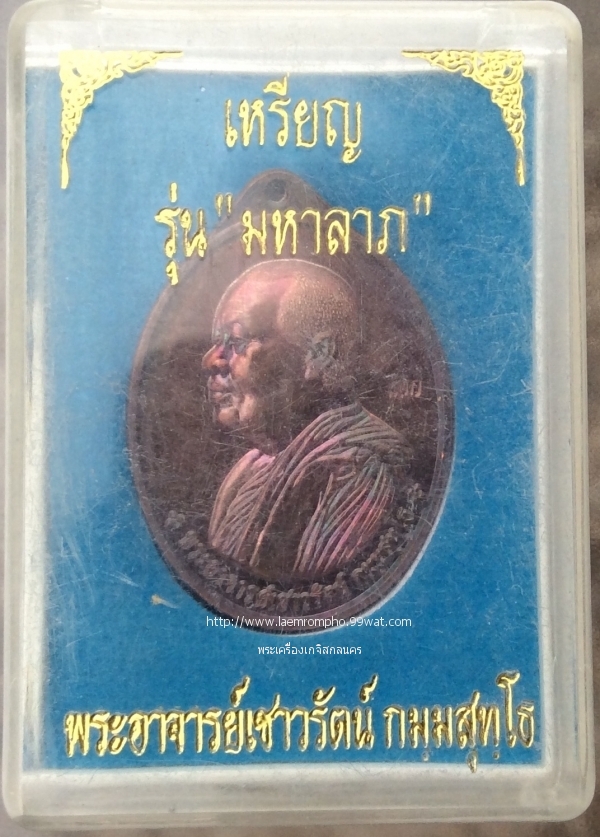 เหรียญ
รุ่น "มหาลาภ"
http://www.laemrompho.99wat.com
พระเครื่องเกจิสกลนคร
พระอาจารย์เชาวรัตน์ กมฺมสุทฺโธ